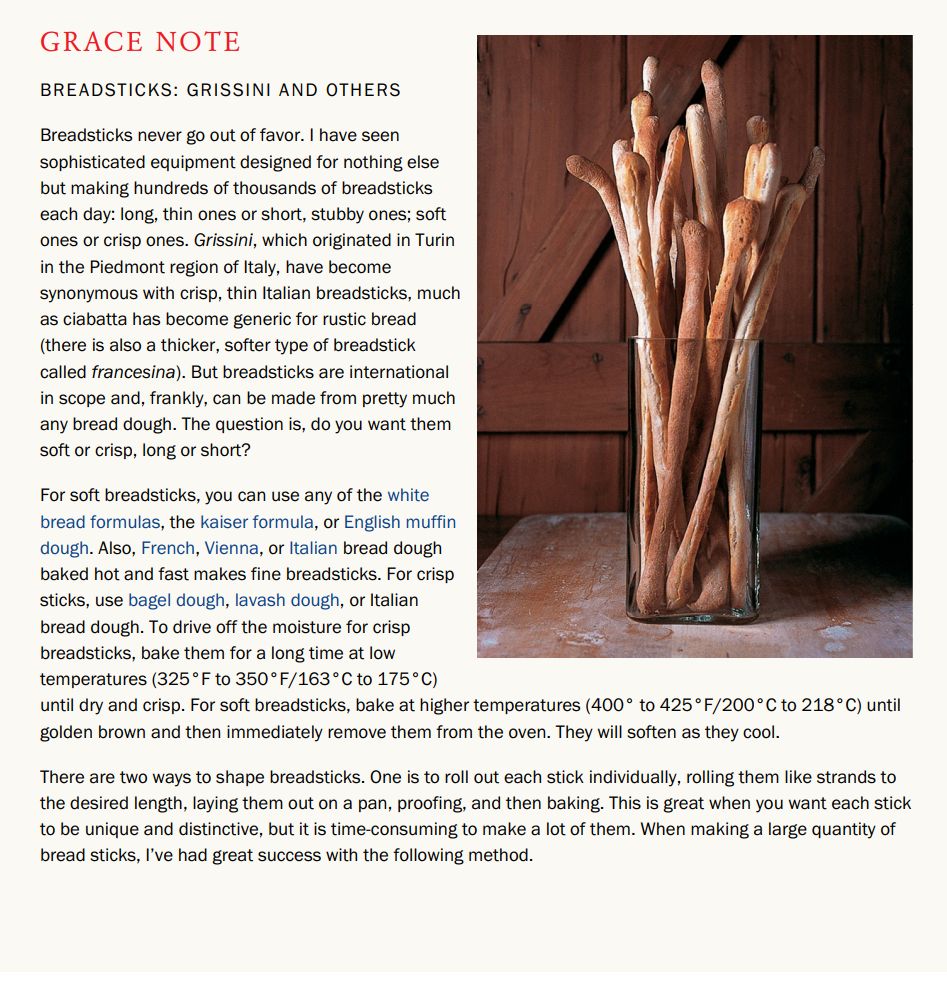 GRACE NOTE
BREADSTICKS: GRISSINI AND OTHERS
Breadsticks never go out of favor. I have seen
sophisticated equipment designed for nothing else
but making hundreds of thousands of breadsticks
each day: long, thin ones or short, stubby ones; soft
ones or crisp ones. Grissini, which originated in Turin
in the Piedmont region of Italy, have become
synonymous with crisp, thin Italian breadsticks, much
as ciabatta has become generic for rustic bread
(there is also a thicker, softer type of breadstick
called francesina). But breadsticks are international
in scope and, frankly, can be made from pretty much
any bread dough. The question is, do you want them
soft or crisp, long or short?
For soft breadsticks, you can use any of the white
bread formulas, the kaiser formula, or English muffin
dough. Also, French, Vienna, or Italian bread dough
baked hot and fast makes fine breadsticks. For crisp
sticks, use bagel dough, lavash dough, or Italian
bread dough. To drive off the moisture for crisp
breadsticks, bake them for a long time at low
temperatures (325°F to 350°F/163°C to 175°C)
until dry and crisp. For soft breadsticks, bake at higher temperatures (400° to 425°F/200°C to 218°C) until
golden brown and then immediately remove them from the oven. They will soften as they cool.
There are two ways to shape breadsticks. One is to roll out each stick individually, rolling them like strands to
the desired length, laying them out on a pan, proofing, and then baking. This is great when you want each stick
to be unique and distinctive, but it is time-consuming to make a lot of them. When making a large quantity of
bread sticks, I've had great success with the following method.